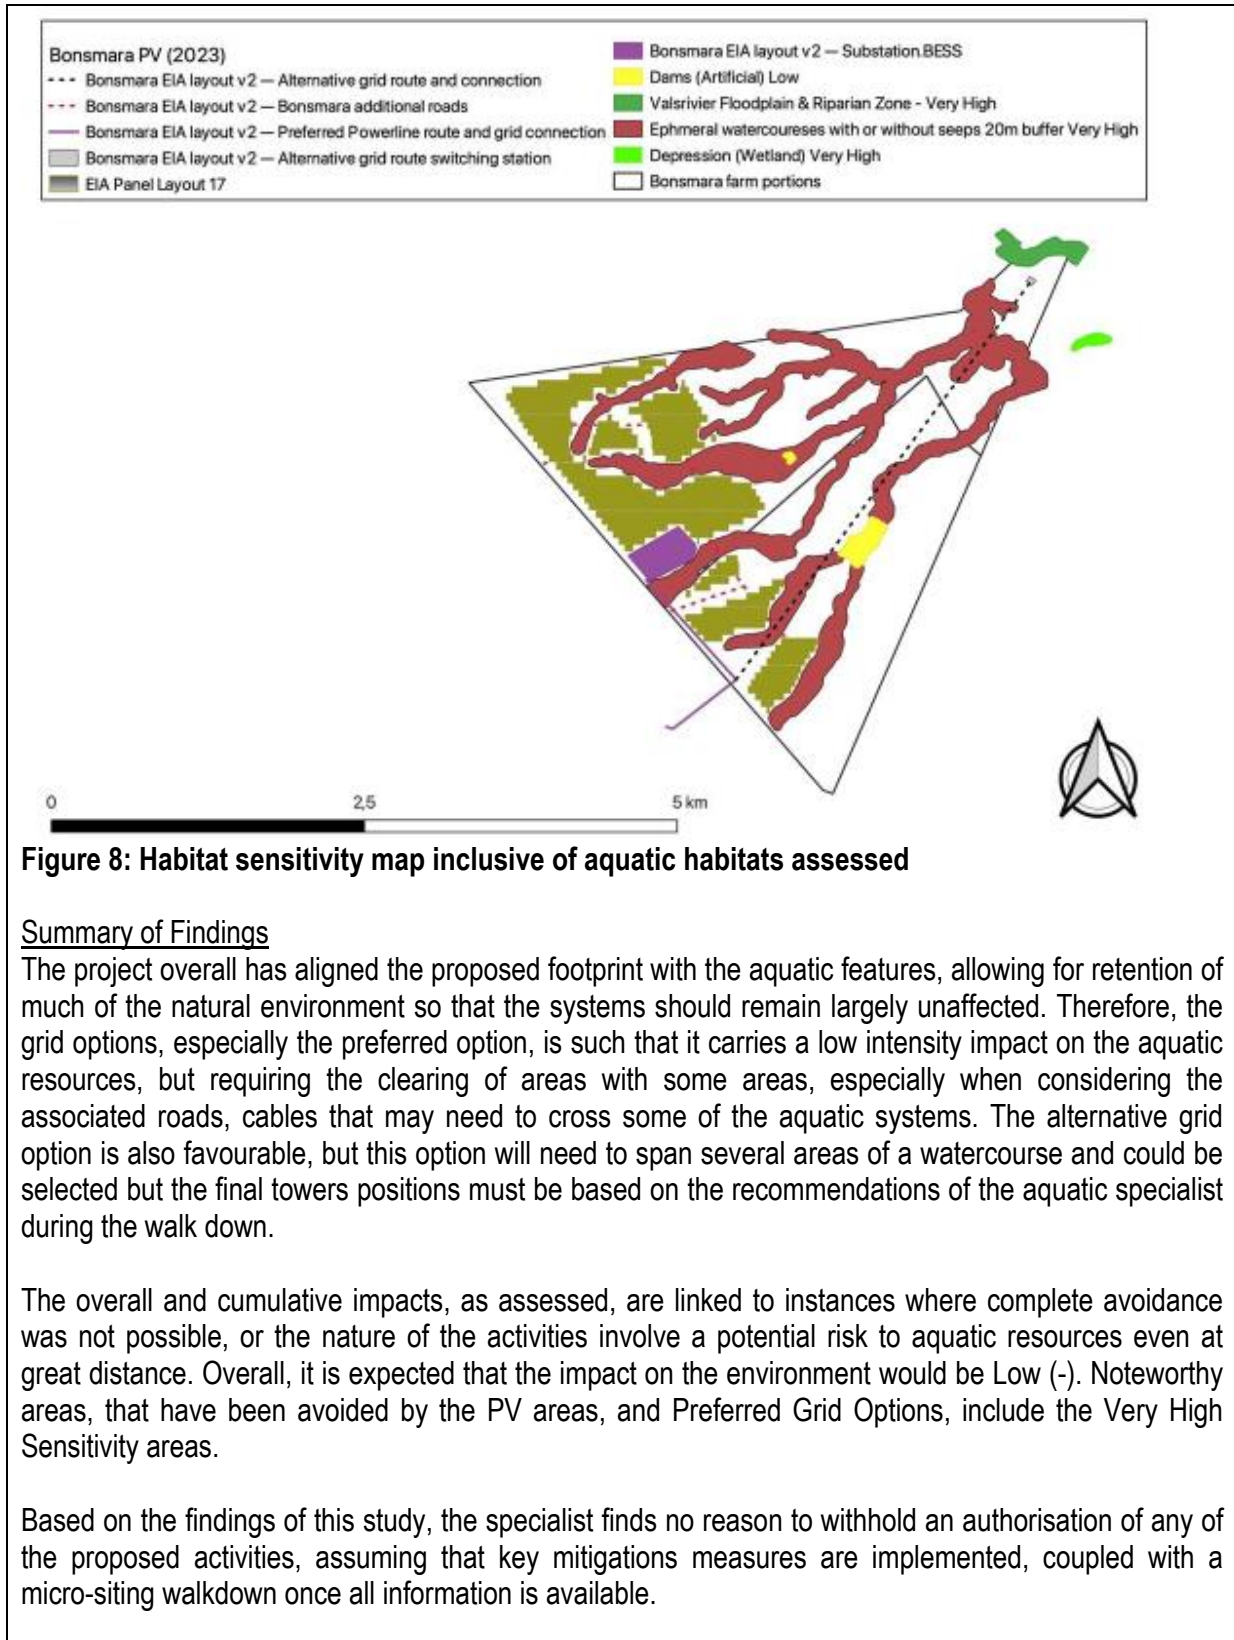 Bonsmara PV (2023)
Bonsmara EIA layout v2 — Alternative grid route and connection
Bonsmara EIA layout v2 — Bonsmara additional roads
Bonsmara EIA layout v2 — Preferred Powerline route and grid connection
Bonsmara EIA layout v2 — Alternative grid route switching station
EIA Panel Layout 17
Bonsmara EIA layout v2 — Substation.BESS
Dams (Artificial) Low
Valsrivier Floodplain & Riparian Zone - Very High
Ephmeral watercoureses with or without seeps 20m buffer Very High
Depression (Wetland) Very High
Bonsmara farm portions
0 2,5 5 km
Figure 8: Habitat sensitivity map inclusive of aquatic habitats assessed
Summary of Findings
The project overall has aligned the proposed footprint with the aquatic features, allowing for retention of
much of the natural environment so that the systems should remain largely unaffected. Therefore, the
grid options, especially the preferred option, is such that it carries a low intensity impact on the aquatic
resources, but requiring the clearing of areas with some areas, especially when considering the
associated roads, cables that may need to cross some of the aquatic systems. The alternative grid
option is also favourable, but this option will need to span several areas of a watercourse and could be
selected but the final towers positions must be based on the recommendations of the aquatic specialist
during the walk down.
The overall and cumulative impacts, as assessed, are linked to instances where complete avoidance
was not possible, or the nature of the activities involve a potential risk to aquatic resources even at
great distance. Overall, it is expected that the impact on the environment would be Low (-). Noteworthy
areas, that have been avoided by the PV areas, and Preferred Grid Options, include the Very High
Sensitivity areas.
Based on the findings of this study, the specialist finds no reason to withhold an authorisation of any of
the proposed activities, assuming that key mitigations measures are implemented, coupled with a
micro-siting walkdown once all information is available.